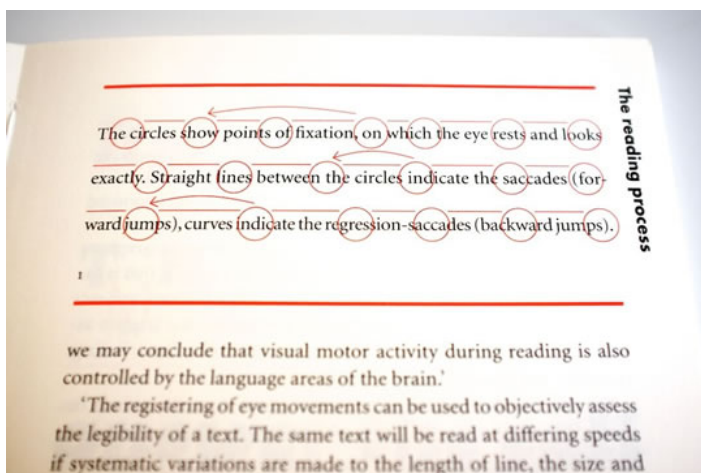 The reading process
The circles show points of fixation, on which the eye rests and looks
exactly. Straight lines between the circles indicate the saccades (for-
ward jumps), curves indicate the regression-saccades (backward jumps).
1
we may conclude that visual motor activity during reading is also
controlled by the language areas of the brain.'
'The registering of eye movements can be used to objectively assess
the legibility of a text. The same text will be read at differing speeds
if systematic variations are made to the length of line, the size and